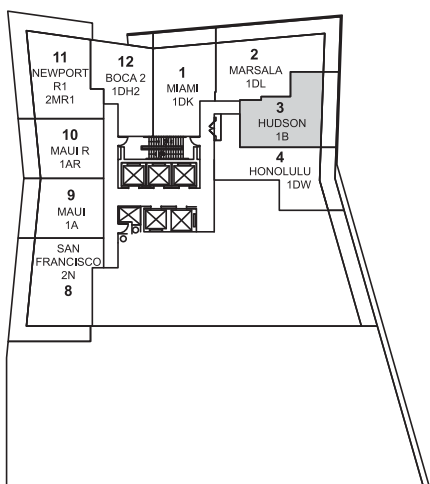 11
NEWPORT
R1
2MR1
12
BOCA 2
1DH2
1
MIAMI
1DK
2
MARSALA
1DL
3
HUDSON
1B
4
HONOLULU
1DW
10
MAUI R
1AR
9
MAUI
1A
SAN
FRANCISCO
2N
8